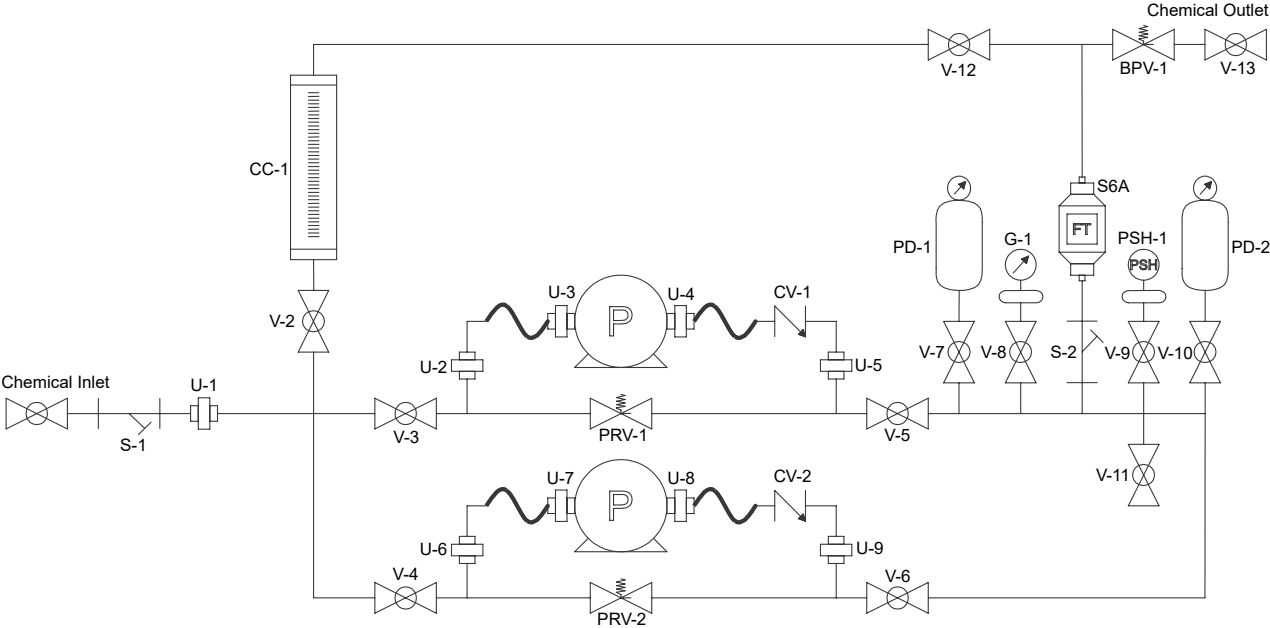 Chemical Outlet
V-12
BPV-1
V-13
CC-1
S6A
FT
PD-1
G-1
PSH-1
PSH
PD-2
U-3
P
U-4
CV-1
V-2
U-2
U-5
V-7
V-8
S-2
V-9
V-10
Chemical Inlet
U-1
S-1
V-3
PRV-1
V-5
U-7
P
U-8
CV-2
V-11
U-6
U-9
V-4
V-6
PRV-2